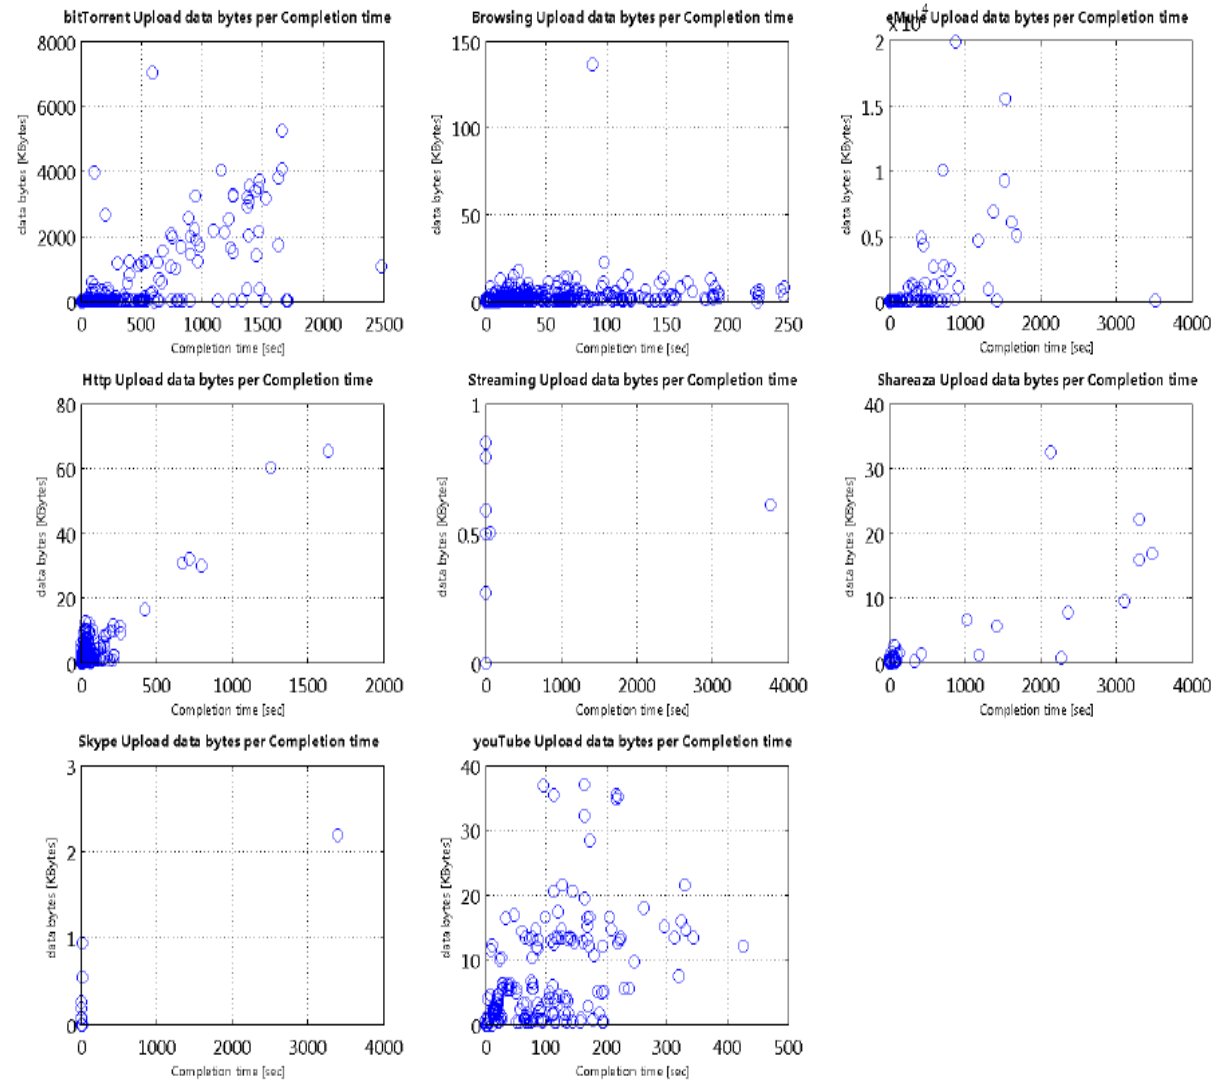 bitTorrent Upload data bytes per Completion time
8000
6000
4000
2000
0
0 500 1000 1500 2000 2500
data bytes [KBytes]
Completion time [sec]
Browsing Upload data bytes per Completion time
150
100
50
0
0 50 100 150 200 250
data bytes [KBytes]
Completion time [sec]
eMule Upload data bytes per Completion time
x 10^4
2
1.5
1
0.5
0
0 1000 2000 3000 4000
data bytes [KBytes]
Completion time [sec]
Http Upload data bytes per Completion time
80
60
40
20
0
0 500 1000 1500 2000
data bytes [KBytes]
Completion time [sec]
Streaming Upload data bytes per Completion time
1
0.5
0
0 1000 2000 3000 4000
data bytes [KBytes]
Completion time [sec]
Shareaza Upload data bytes per Completion time
40
30
20
10
0
0 1000 2000 3000 4000
data bytes [KBytes]
Completion time [sec]
Skype Upload data bytes per Completion time
3
2
1
0
0 1000 2000 3000 4000
data bytes [KBytes]
Completion time [sec]
youTube Upload data bytes per Completion time
40
30
20
10
0
0 100 200 300 400 500
data bytes [KBytes]
Completion time [sec]